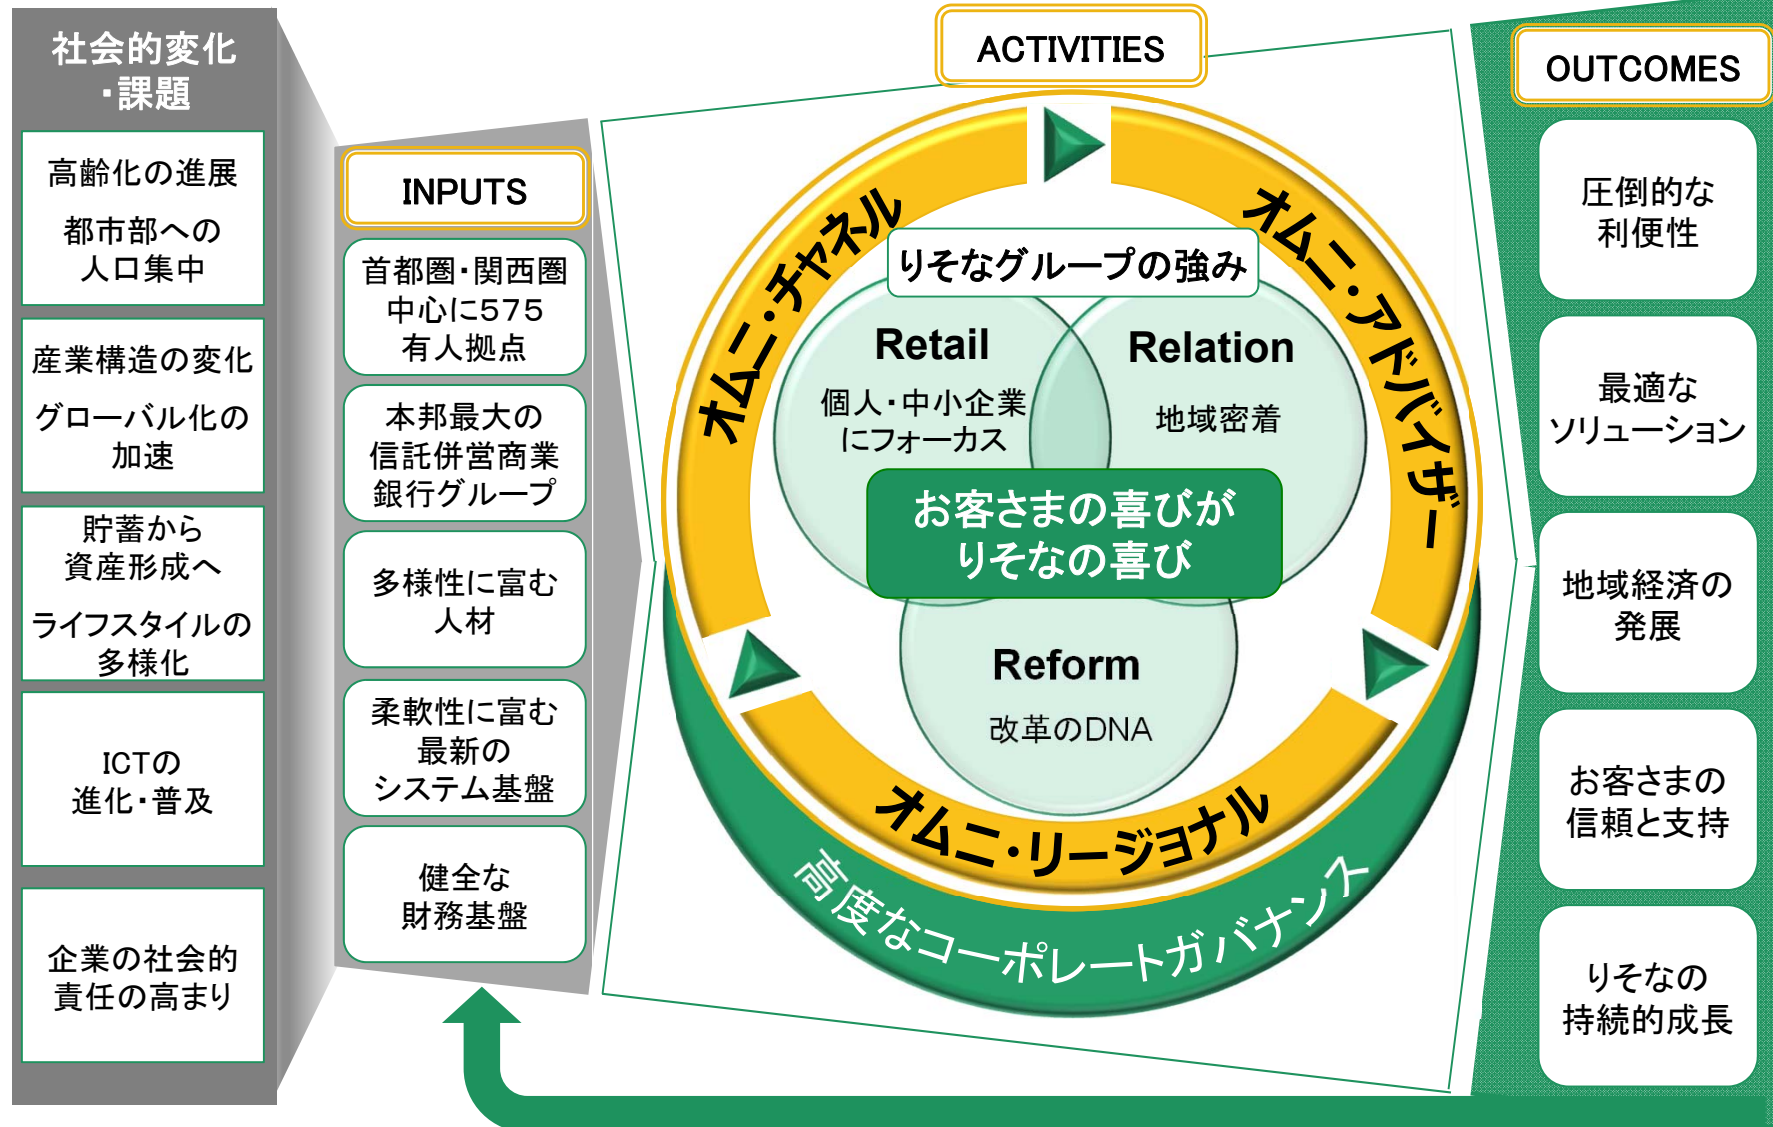 社会的変化
・課題
高齢化の進展
都市部への
人口集中
産業構造の変化
グローバル化の
加速
貯蓄から
資産形成へ
ライフスタイルの
多様化
ICTの
進化・普及
企業の社会的
責任の高まり
INPUTS
首都圏・関西圏
中心に575
有人拠点
本邦最大の
信託併営商業
銀行グループ
多様性に富む
人材
柔軟性に富む
最新の
システム基盤
健全な
財務基盤
ACTIVITIES
オムニ・チャネル
オムニ・アドバイザー
りそなグループの強み
Retail
個人・中小企業
にフォーカス
Relation
地域密着
お客さまの喜びが
りそなの喜び
Reform
改革のDNA
オムニ・リージョナル
高度なコーポレートガバナンス
OUTCOMES
圧倒的な
利便性
最適な
ソリューション
地域経済の
発展
お客さまの
信頼と支持
りそなの
持続的成長